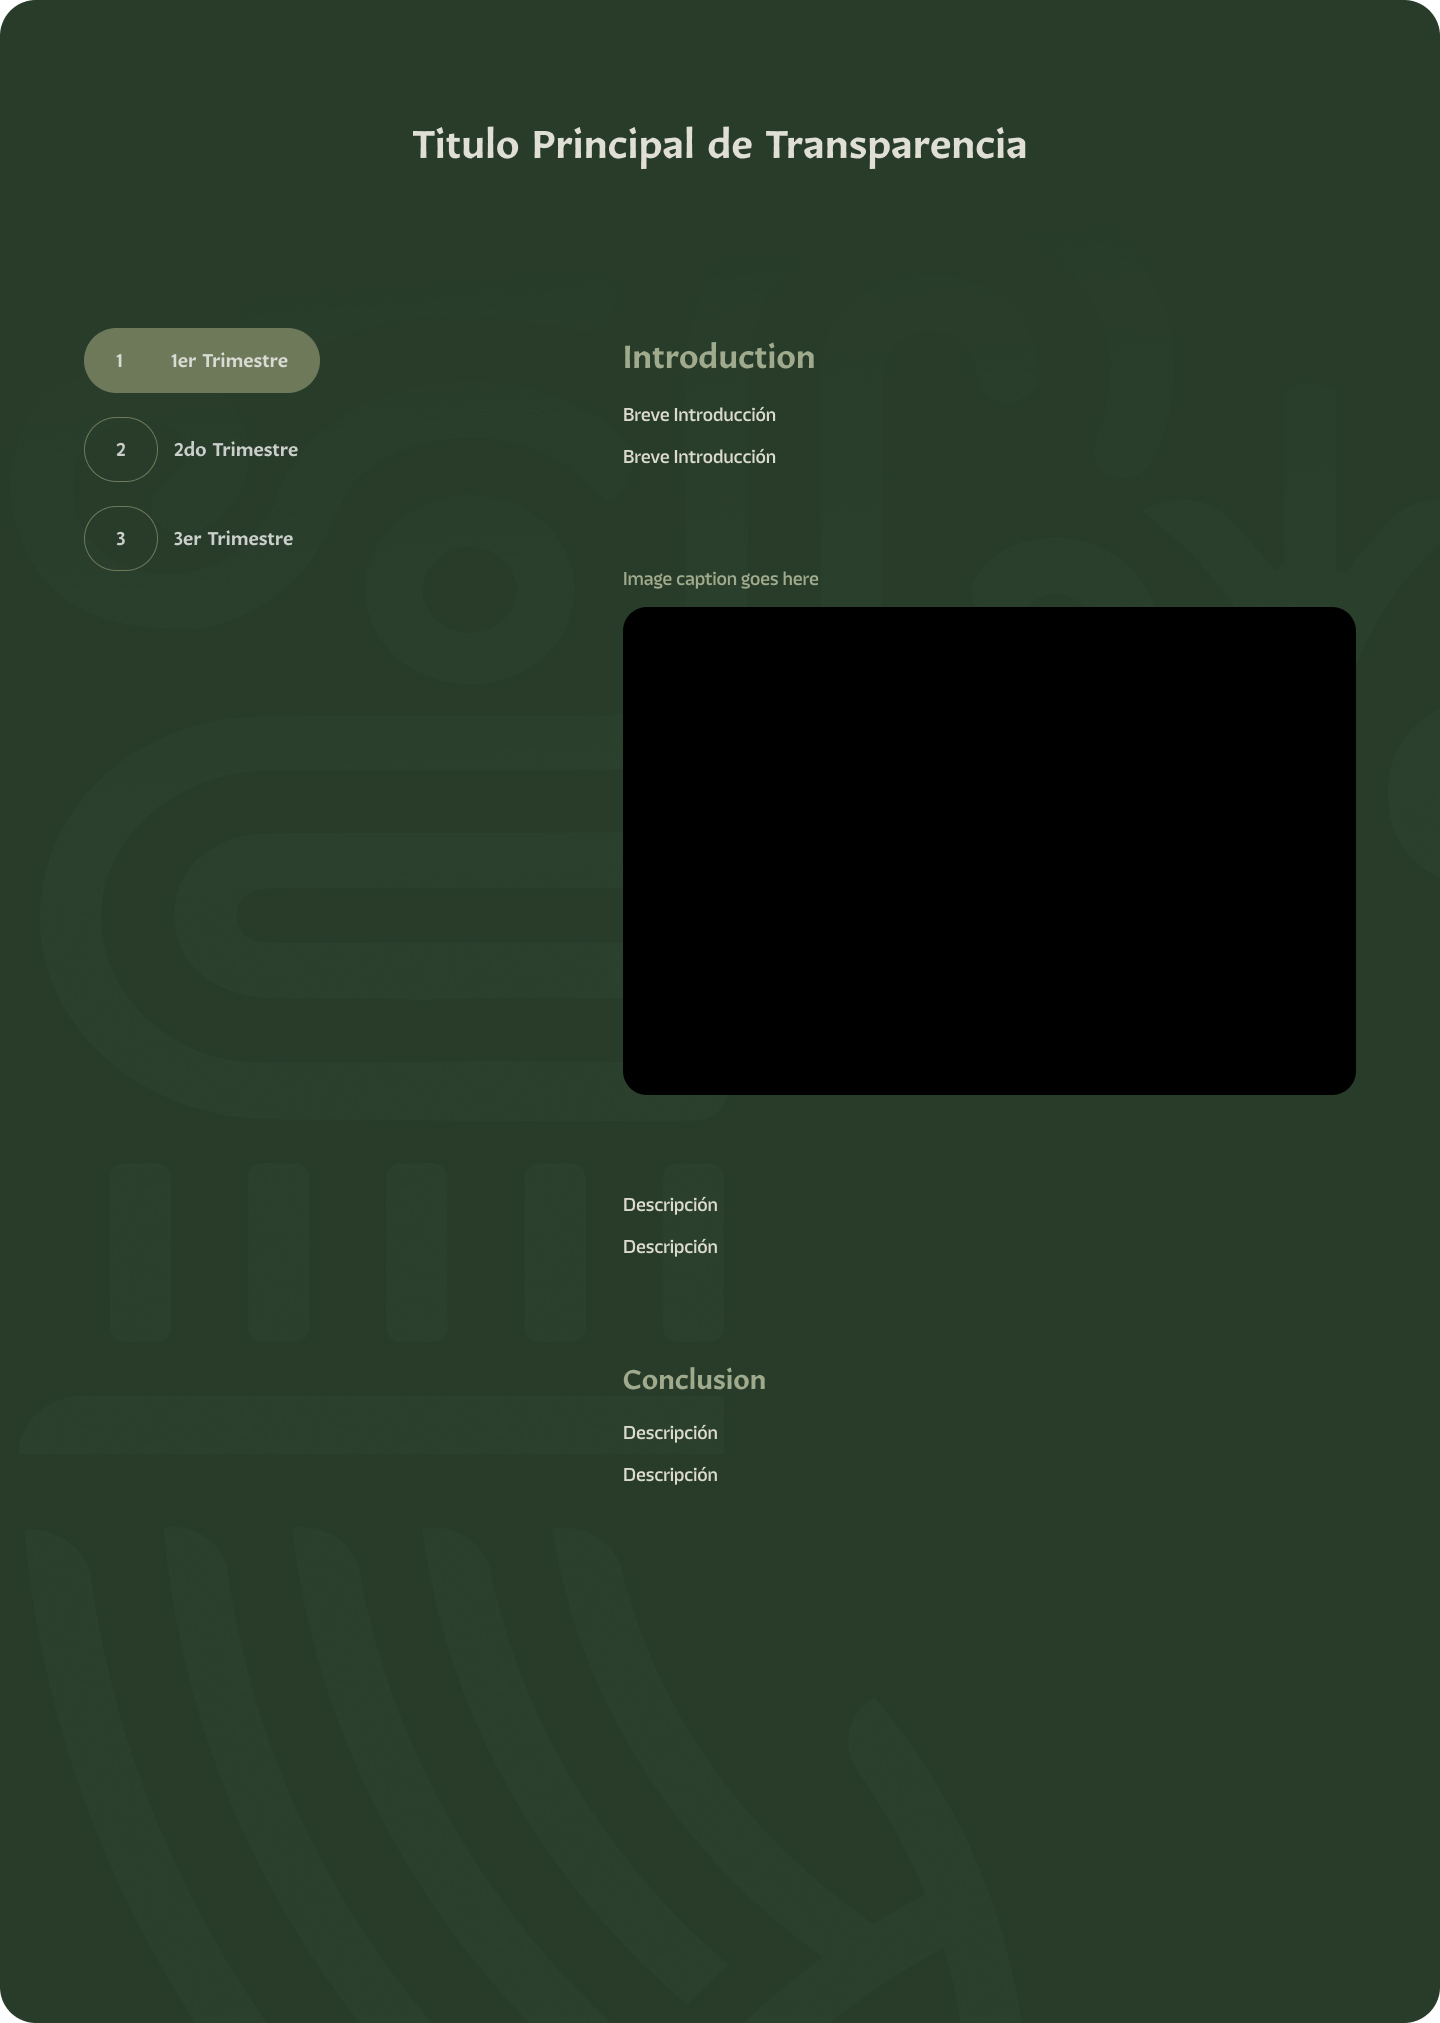 Titulo Principal de Transparencia
1 1er Trimestre
2 2do Trimestre
3 3er Trimestre
Introduction
Breve Introducción
Breve Introducción
Image caption goes here
Descripción
Descripción
Conclusion
Descripción
Descripción